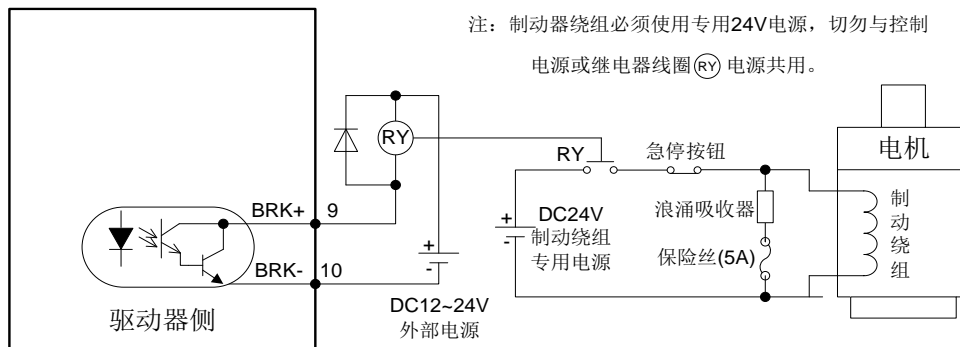 注：制动器绕组必须使用专用24V电源，切勿与控制
电源或继电器线圈RY电源共用。
RY
RY
急停按钮
电机
BRK+
9
+
-
DC24V
制动绕组
专用电源
+
-
浪涌吸收器
保险丝(5A)
制动绕组
BRK-
10
驱动器侧
DC12~24V
外部电源